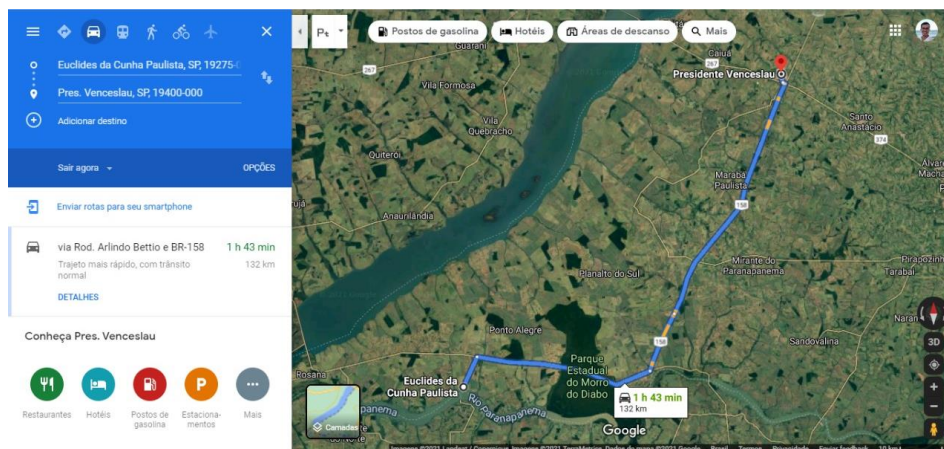 Euclides da Cunha Paulista, SP, 19275-
Pres. Venceslau, SP, 19400-000
Adicionar destino
Sair agora
OPÇÕES
Enviar rotas para seu smartphone
via Rod. Arlindo Bettio e BR-158
1 h 43 min
Trajeto mais rápido, com trânsito
132 km
normal
DETALHES
Conheça Pres. Venceslau
Restaurantes
Hotéis
Postos de
gasolina
Estaciona-
mentos
Mais
P
Postos de gasolina
Hotéis
Áreas de descanso
Mais
Guarani
267
Vila Formosa
Vila
Quebracho
Quiterói
Anaurilândia
Caiuá
267
Presidente Venceslau
Santo
Anastácio
374
Marabá
Paulista
158
Mirante do
Paranapanema
Planalto do Sul
Tarabai
Sandovalina
Ponto Alegre
158
Parque
Estadual
do Morro
do Diabo
Rosana
Euclides da
Cunha Paulista
Rio Paranapanema
1 h 43 min
132 km
Camadas
Google
3D